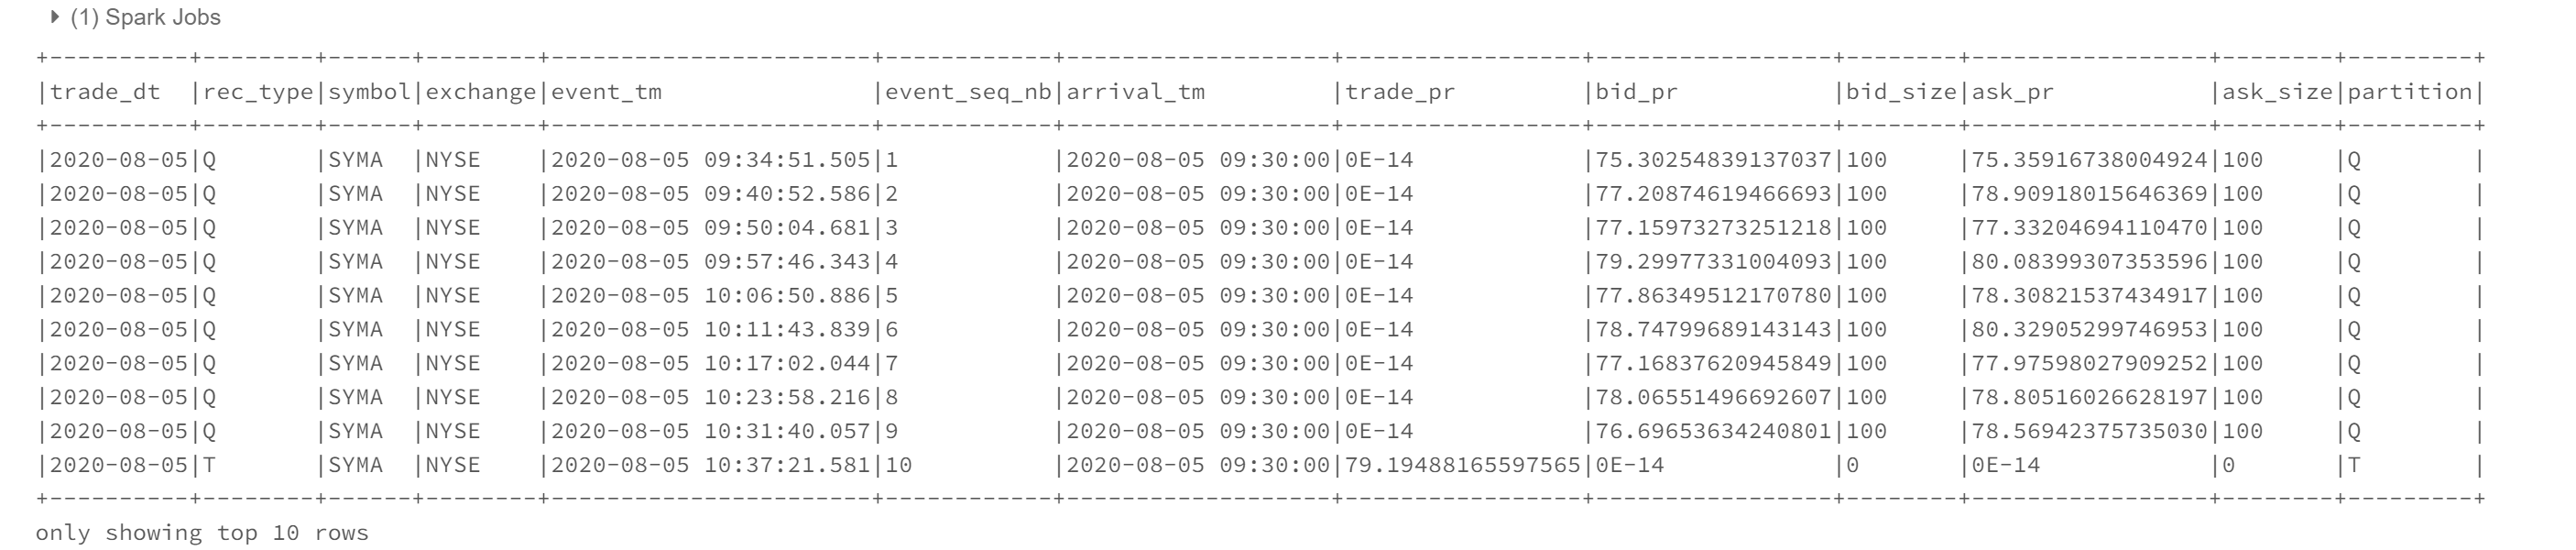 (1) Spark Jobs
+----------+--------+------+--------+-----------------------+------------+-------------------+-----------------+-----------------+--------+-----------------+--------+---------+
|trade_dt  |rec_type|symbol|exchange|event_tm               |event_seq_nb|arrival_tm         |trade_pr         |bid_pr           |bid_size|ask_pr           |ask_size|partition|
+----------+--------+------+--------+-----------------------+------------+-------------------+-----------------+-----------------+--------+-----------------+--------+---------+
|2020-08-05|Q       |SYMA  |NYSE    |2020-08-05 09:34:51.505|1           |2020-08-05 09:30:00|0E-14            |75.30254839137037|100     |75.35916738004924|100     |Q        |
|2020-08-05|Q       |SYMA  |NYSE    |2020-08-05 09:40:52.586|2           |2020-08-05 09:30:00|0E-14            |77.20874619466693|100     |78.90918015646369|100     |Q        |
|2020-08-05|Q       |SYMA  |NYSE    |2020-08-05 09:50:04.681|3           |2020-08-05 09:30:00|0E-14            |77.15973273251218|100     |77.33204694110470|100     |Q        |
|2020-08-05|Q       |SYMA  |NYSE    |2020-08-05 09:57:46.343|4           |2020-08-05 09:30:00|0E-14            |79.29977331004093|100     |80.08399307353596|100     |Q        |
|2020-08-05|Q       |SYMA  |NYSE    |2020-08-05 10:06:50.886|5           |2020-08-05 09:30:00|0E-14            |77.86349512170780|100     |78.30821537434917|100     |Q        |
|2020-08-05|Q       |SYMA  |NYSE    |2020-08-05 10:11:43.839|6           |2020-08-05 09:30:00|0E-14            |78.74799689143143|100     |80.32905299746953|100     |Q        |
|2020-08-05|Q       |SYMA  |NYSE    |2020-08-05 10:17:02.044|7           |2020-08-05 09:30:00|0E-14            |77.16837620945849|100     |77.97598027909252|100     |Q        |
|2020-08-05|Q       |SYMA  |NYSE    |2020-08-05 10:23:58.216|8           |2020-08-05 09:30:00|0E-14            |78.06551496692607|100     |78.80516026628197|100     |Q        |
|2020-08-05|Q       |SYMA  |NYSE    |2020-08-05 10:31:40.057|9           |2020-08-05 09:30:00|0E-14            |76.69653634240801|100     |78.56942375735030|100     |Q        |
|2020-08-05|T       |SYMA  |NYSE    |2020-08-05 10:37:21.581|10          |2020-08-05 09:30:00|79.19488165597565|0E-14            |0       |0E-14            |0       |T        |
+----------+--------+------+--------+-----------------------+------------+-------------------+-----------------+-----------------+--------+-----------------+--------+---------+
only showing top 10 rows